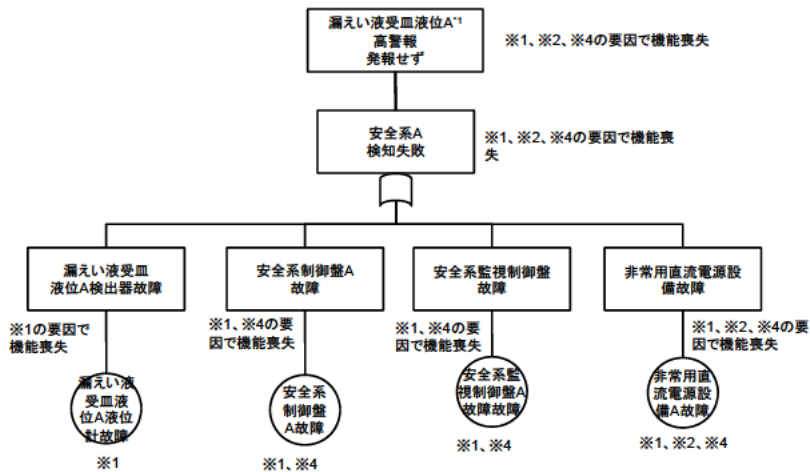 漏えい液受皿液位A*1
高警報
発報せず
※1、※2、※4の要因で機能喪失
安全系A
検知失敗
※1、※2、※4の要因で機能喪
失
漏えい液受皿
液位A検出器故障
安全系制御盤A
故障
安全系監視制御盤
故障
非常用直流電源設
備故障
※1の要因で
機能喪失
※1、※4の要
因で機能喪失
※1、※4の要
因で機能喪失
※1、※2、※4の要
因で機能喪失
漏えい液
受皿液
位A液位
計故障
安全系
制御盤
A故障
安全系監
視制御盤A
故障故障
非常用直
流電源設
備A故障
※1
※1、※4
※1、※4
※1、※2、※4